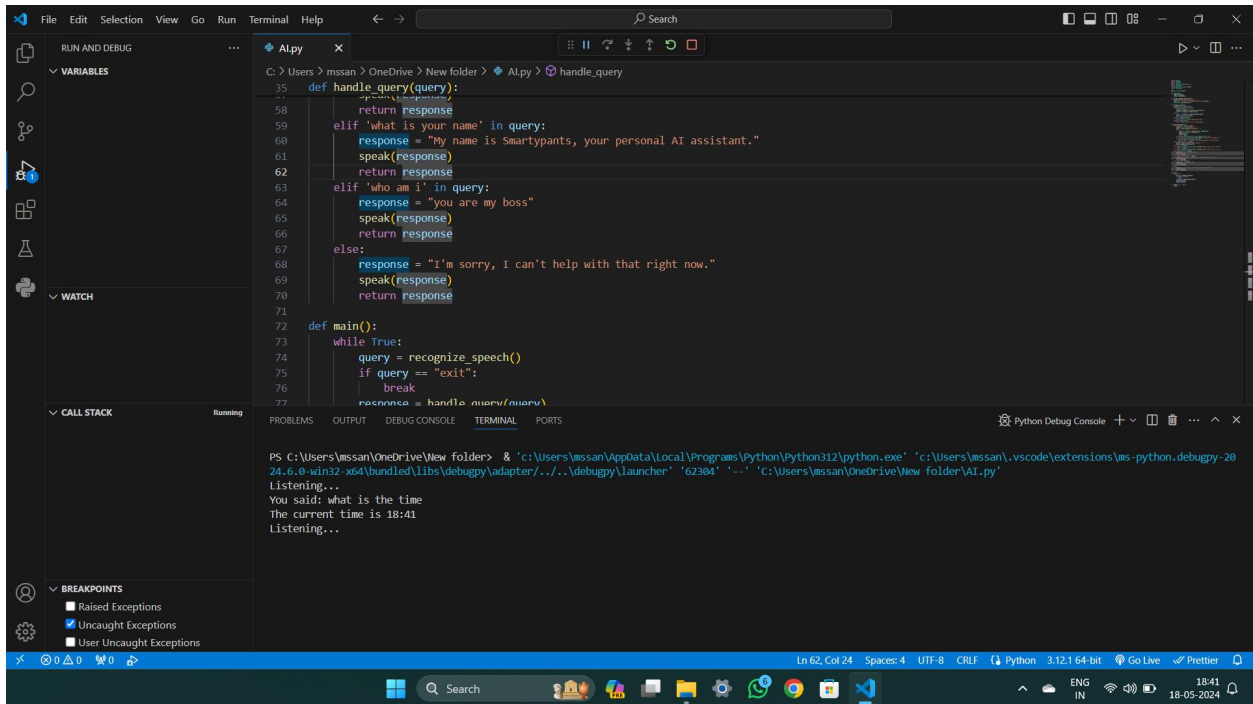 File Edit Selection View Go Run Terminal Help Search
RUN AND DEBUG ... AI.py
VARIABLES
C: > Users > mssan > OneDrive > New folder > AI.py > handle_query
35 def handle_query(query):
58 return response
59 elif 'what is your name' in query:
60 response = "My name is Smartypants, your personal AI assistant."
61 speak(response)
62 return response
63 elif 'who am i' in query:
64 response = "you are my boss"
65 speak(response)
66 return response
67 else:
68 response = "I'm sorry, I can't help with that right now."
69 speak(response)
70 return response
71
72 def main():
73 while True:
74 query = recognize_speech()
75 if query == "exit":
76 break
77 response = handle_query(query)
1
WATCH
CALL STACK Running
PROBLEMS OUTPUT DEBUG CONSOLE TERMINAL PORTS Python Debug Console
PS C:\Users\mssan\OneDrive\New folder> & 'c:\Users\mssan\AppData\Local\Programs\Python\Python312\python.exe' 'c:\Users\mssan\.vscode\extensions\ms-python.debugpy-20
24.6.0-win32-x64\bundled\libs\debugpy\adapter/../..\debugpy\launcher' '62304' '--' 'C:\Users\mssan\OneDrive\New folder\AI.py'
Listening...
You said: what is the time
The current time is 18:41
Listening...
BREAKPOINTS
Raised Exceptions
Uncaught Exceptions
User Uncaught Exceptions
0 0 0 Ln 62, Col 24 Spaces: 4 UTF-8 CRLF Python 3.12.1 64-bit Go Live Prettier
Search PRE 6 ENG 18:41
IN 18-05-2024